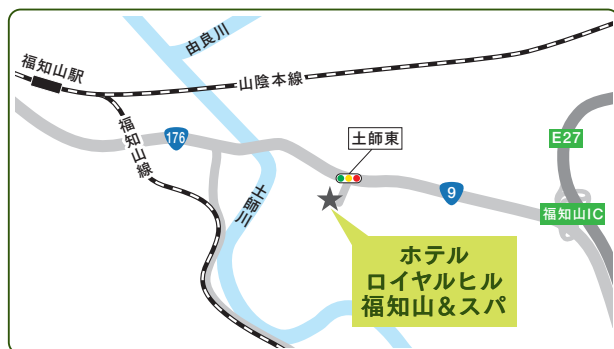 由良川
福知山駅
山陰本線
福知山線
176
土師東
E27
土師川
9
福知山IC
ホテル
ロイヤルヒル
福知山&スパ